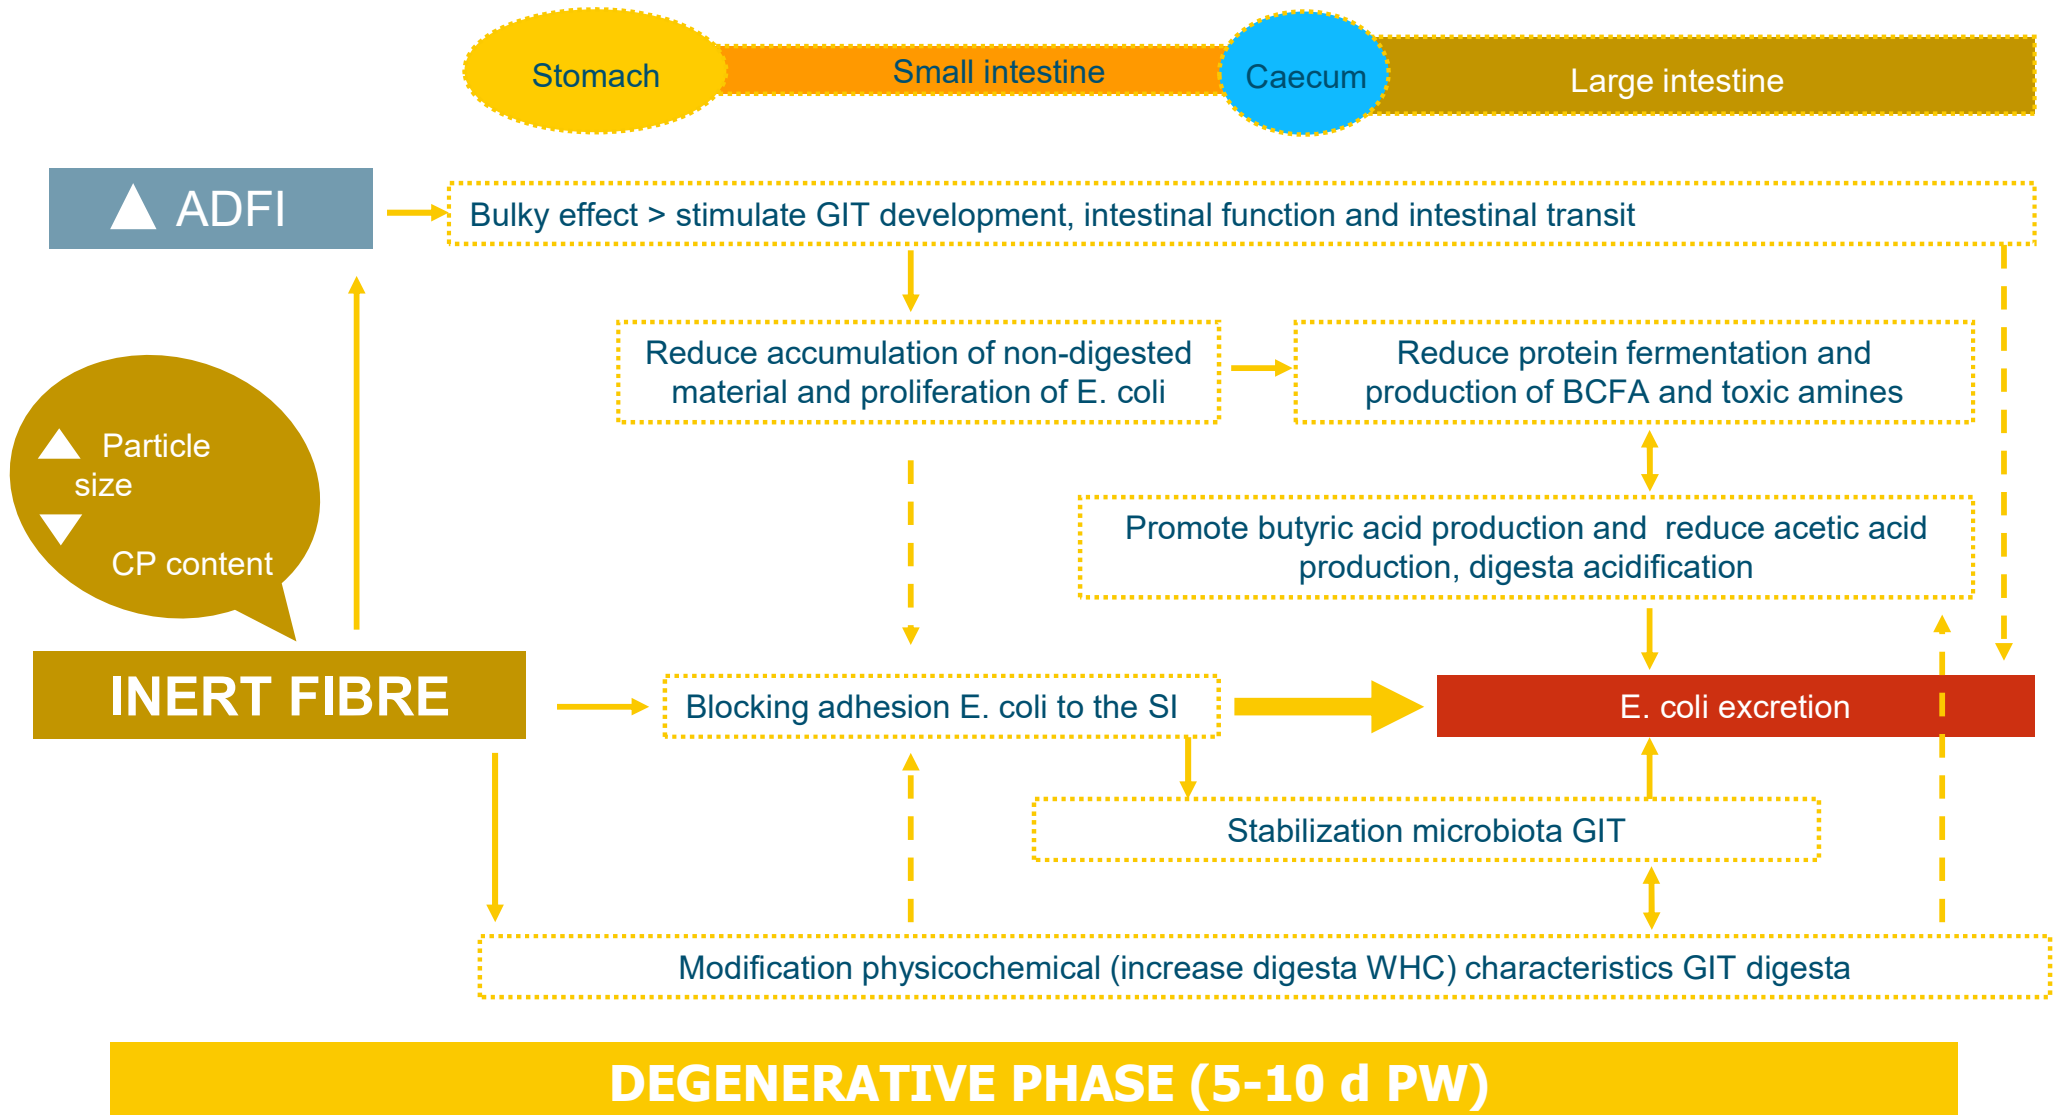 Stomach
Small intestine
Caecum
Large intestine
ADFI
Bulky effect > stimulate GIT development, intestinal function and intestinal transit
Reduce accumulation of non-digested
material and proliferation of E. coli
Reduce protein fermentation and
production of BCFA and toxic amines
Particle
size
CP content
Promote butyric acid production and reduce acetic acid
production, digesta acidification
INERT FIBRE
Blocking adhesion E. coli to the SI
E. coli excretion
Stabilization microbiota GIT
Modification physicochemical (increase digesta WHC) characteristics GIT digesta
DEGENERATIVE PHASE (5-10 d PW)